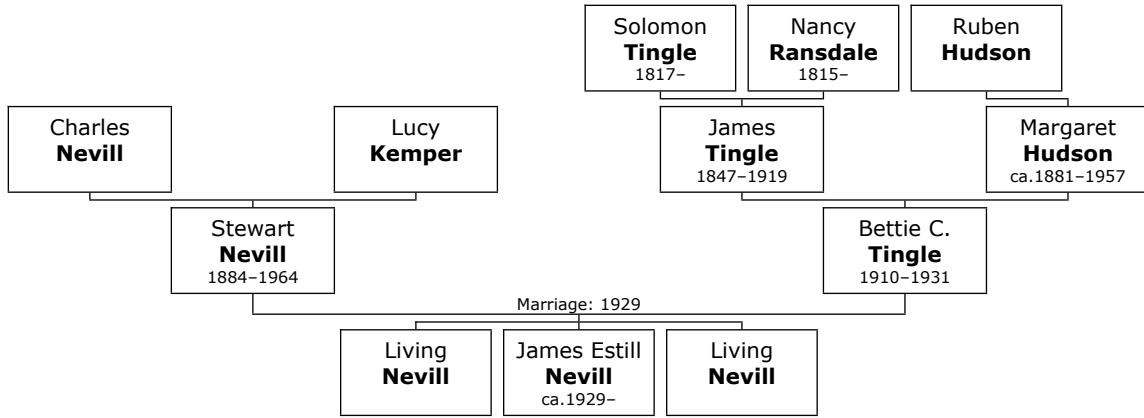 Solomon
Tingle
1817–
Nancy
Ransdale
1815–
Ruben
Hudson
Charles
Nevill
Lucy
Kemper
James
Tingle
1847–1919
Margaret
Hudson
ca.1881–1957
Stewart
Nevill
1884–1964
Bettie C.
Tingle
1910–1931
Marriage: 1929
Living
Nevill
James Estill
Nevill
ca.1929–
Living
Nevill